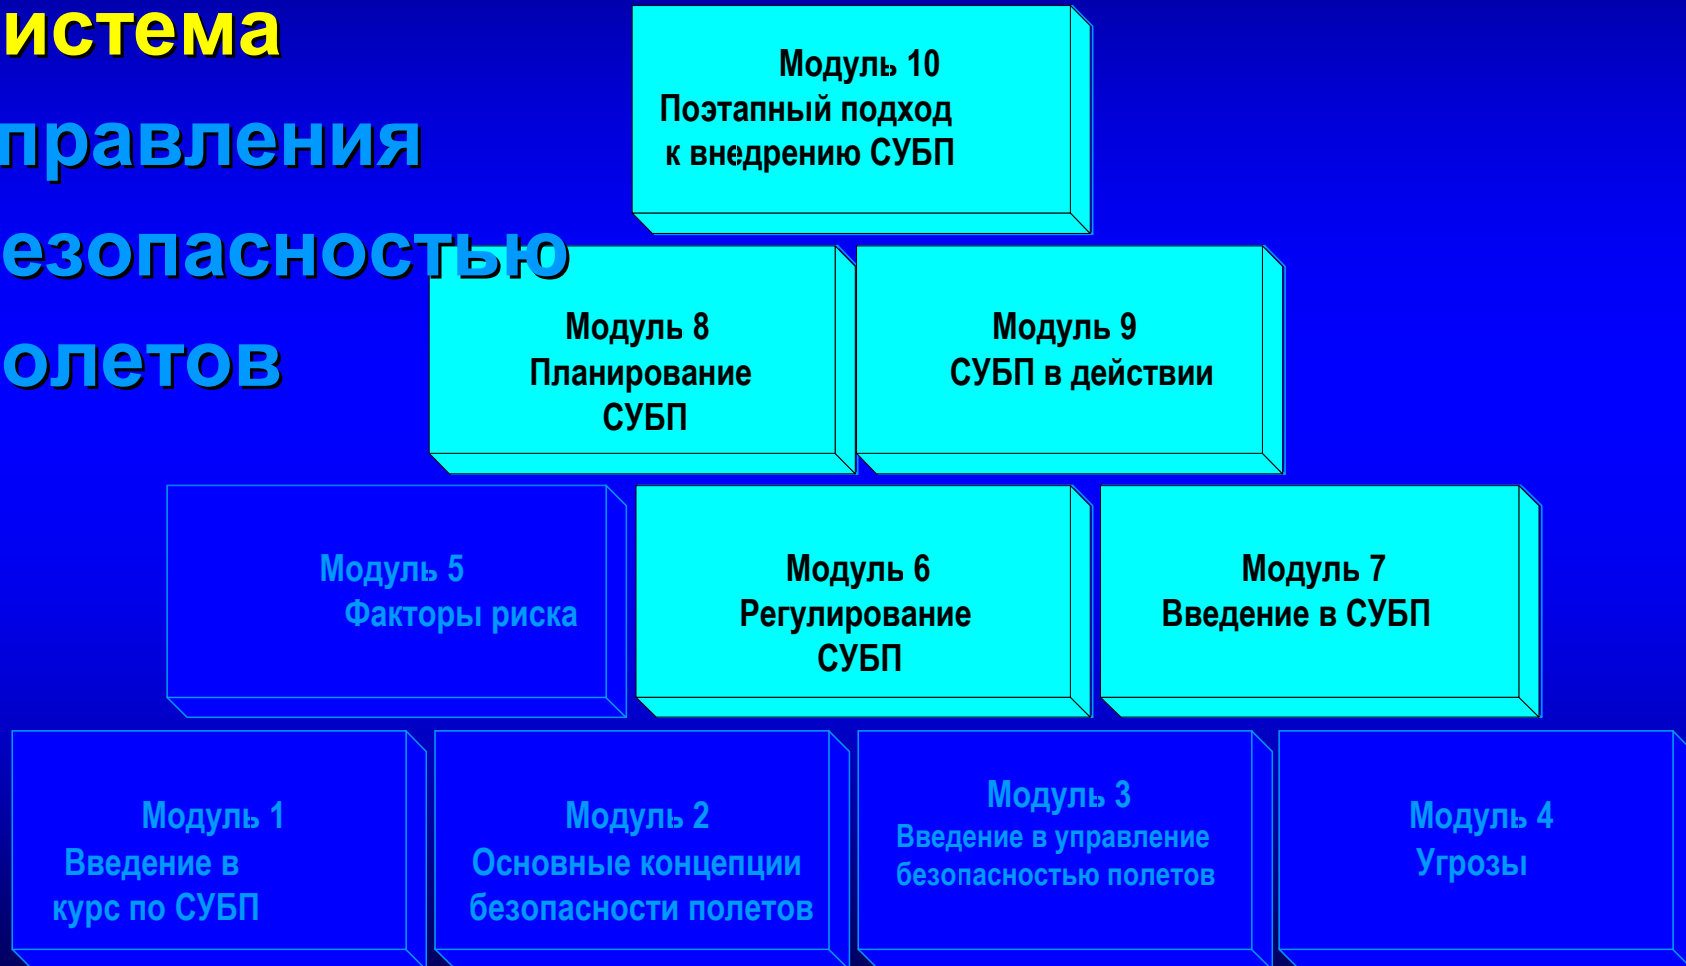 истема
правления
езопасностью
олетов
Модуль 10
Поэтапный подход
к внедрению СУБП
Модуль 8
Планирование
СУБП
Модуль 9
СУБП в действии
Модуль 5
Факторы риска
Модуль 6
Регулирование
СУБП
Модуль 7
Введение в СУБП
Модуль 1
Введение в
курс по СУБП
Модуль 2
Основные концепции
безопасности полетов
Модуль 3
Введение в управление
безопасностью полетов
Модуль 4
Угрозы